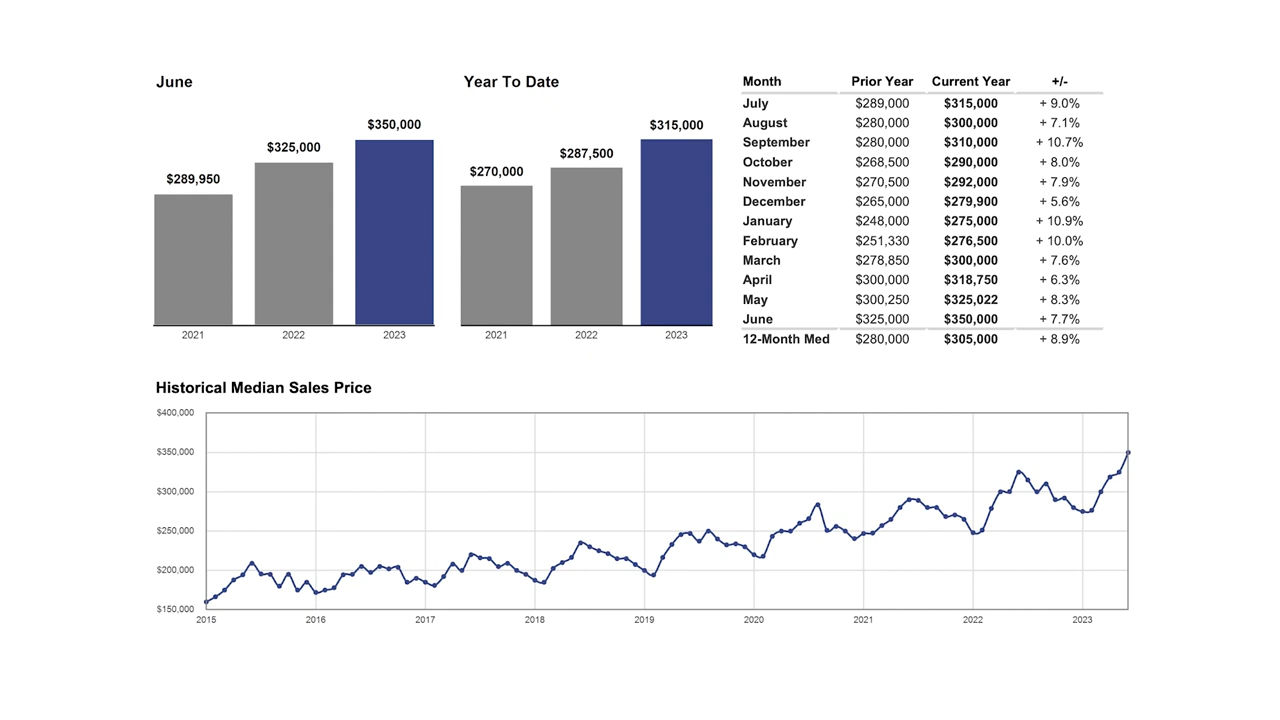 June
$289,950
$325,000
$350,000
2021
2022
2023
Year To Date
$270,000
$287,500
$315,000
2021
2022
2023
Month Prior Year Current Year +/-
July $289,000 $315,000 + 9.0%
August $280,000 $300,000 + 7.1%
September $280,000 $310,000 + 10.7%
October $268,500 $290,000 + 8.0%
November $270,500 $292,000 + 7.9%
December $265,000 $279,900 + 5.6%
January $248,000 $275,000 + 10.9%
February $251,330 $276,500 + 10.0%
March $278,850 $300,000 + 7.6%
April $300,000 $318,750 + 6.3%
May $300,250 $325,022 + 8.3%
June $325,000 $350,000 + 7.7%
12-Month Med $280,000 $305,000 + 8.9%
Historical Median Sales Price
$400,000
$350,000
$300,000
$250,000
$200,000
$150,000
2015 2016 2017 2018 2019 2020 2021 2022 2023